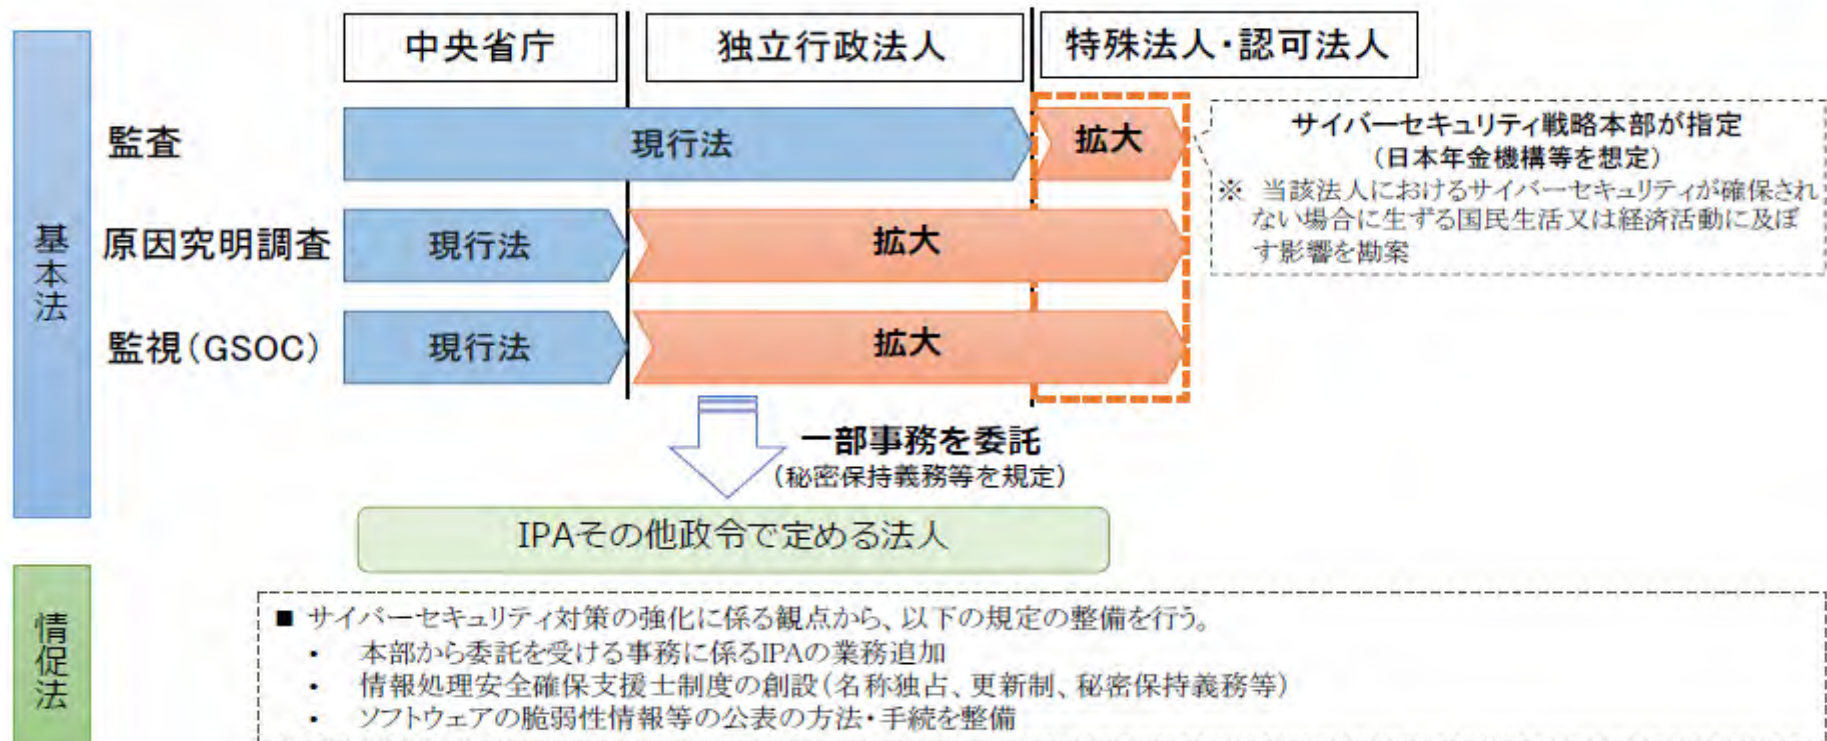 中央省庁
独立行政法人
特殊法人・認可法人
基本法
監査
現行法
拡大
サイバーセキュリティ戦略本部が指定
（日本年金機構等を想定）
※ 当該法人におけるサイバーセキュリティが確保され
ない場合に生ずる国民生活又は経済活動に及ぼ
す影響を勘案
原因究明調査
現行法
拡大
監視（GSOC）
現行法
拡大
一部事務を委託
（秘密保持義務等を規定）
IPAその他政令で定める法人
情促法
■ サイバーセキュリティ対策の強化に係る観点から、以下の規定の整備を行う。
・ 本部から委託を受ける事務に係るIPAの業務追加
・ 情報処理安全確保支援士制度の創設（名称独占、更新制、秘密保持義務等）
・ ソフトウェアの脆弱性情報等の公表の方法・手続を整備